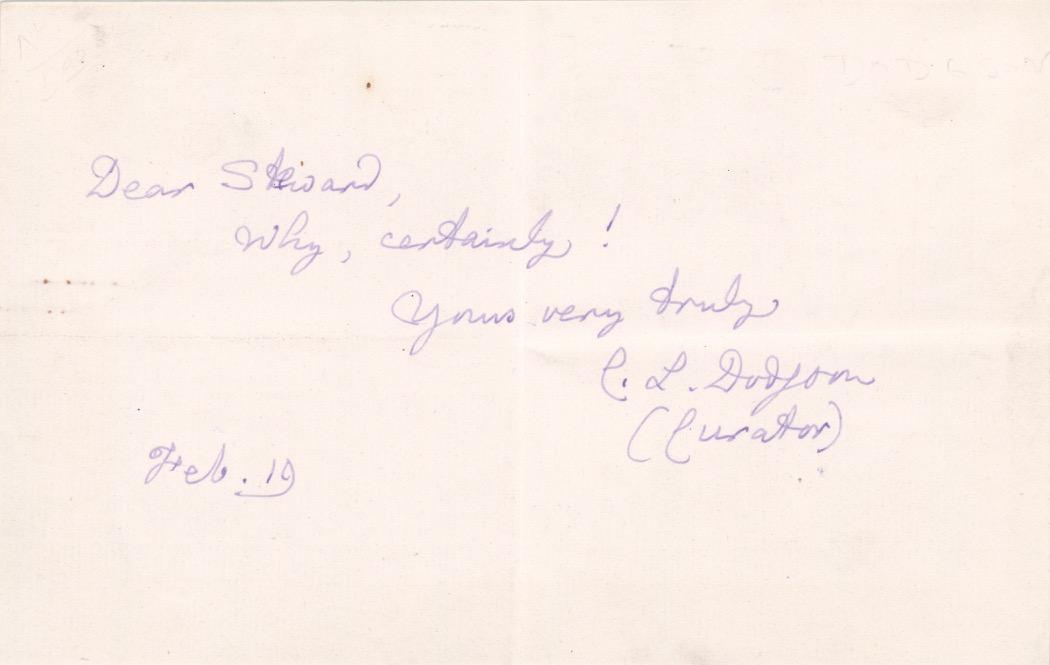 Dear Steward,
Why, certainly!
Yours very truly
C. L. Dodgson
(Curator)
Feb. 19